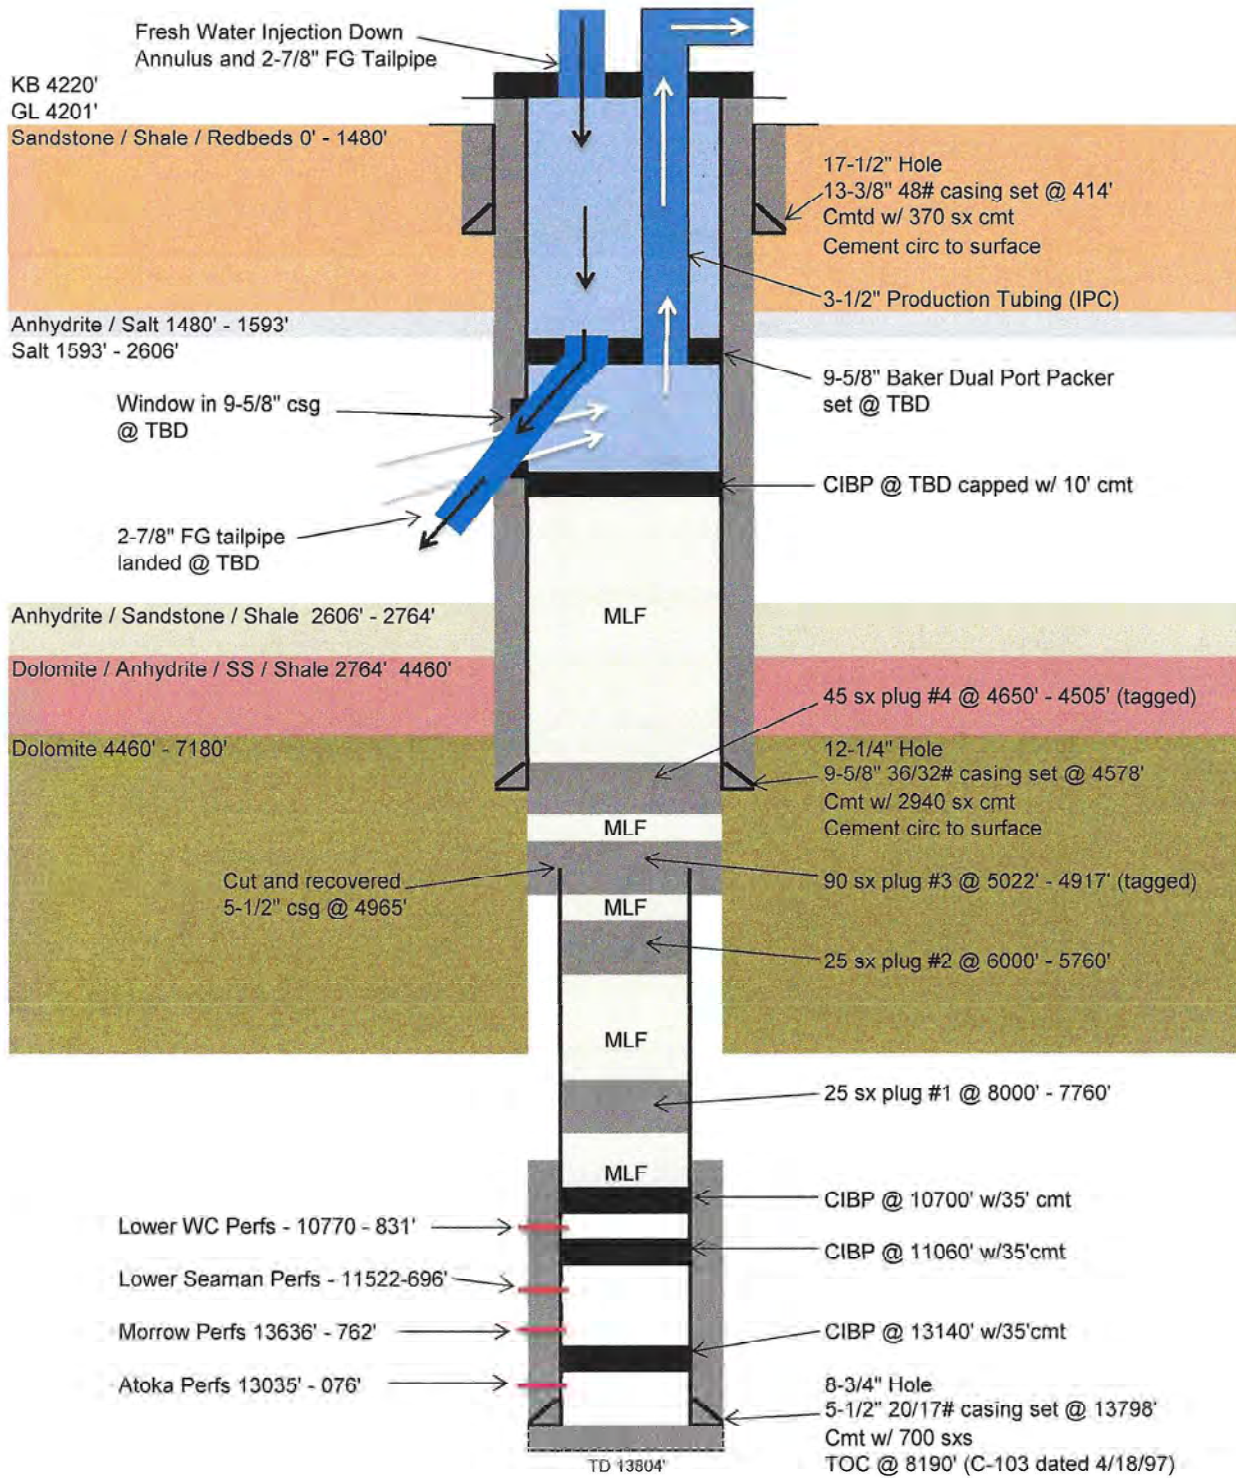 Fresh Water Injection Down
Annulus and 2-7/8" FG Tailpipe
KB 4220'
GL 4201'
Sandstone / Shale / Redbeds 0' - 1480'
17-1/2" Hole
13-3/8" 48# casing set @ 414'
Cmtd w/ 370 sx cmt
Cement circ to surface
3-1/2" Production Tubing (IPC)
Anhydrite / Salt 1480' - 1593'
Salt 1593' - 2606'
9-5/8" Baker Dual Port Packer
set @ TBD
Window in 9-5/8" csg
@ TBD
CIBP @ TBD capped w/ 10' cmt
2-7/8" FG tailpipe
landed @ TBD
Anhydrite / Sandstone / Shale 2606' - 2764'
MLF
Dolomite / Anhydrite / SS / Shale 2764' 4460'
45 sx plug #4 @ 4650' - 4505' (tagged)
Dolomite 4460' - 7180'
12-1/4" Hole
9-5/8" 36/32# casing set @ 4578'
Cmt w/ 2940 sx cmt
Cement circ to surface
MLF
Cut and recovered
5-1/2" csg @ 4965'
90 sx plug #3 @ 5022' - 4917' (tagged)
MLF
25 sx plug #2 @ 6000' - 5760'
MLF
25 sx plug #1 @ 8000' - 7760'
MLF
CIBP @ 10700' w/35' cmt
Lower WC Perfs - 10770 - 831'
CIBP @ 11060' w/35'cmt
Lower Seaman Perfs - 11522-696'
Morrow Perfs 13636' - 762'
CIBP @ 13140' w/35'cmt
Atoka Perfs 13035' - 076'
8-3/4" Hole
5-1/2" 20/17# casing set @ 13798'
Cmt w/ 700 sxs
TOC @ 8190' (C-103 dated 4/18/97)
TD 13804'